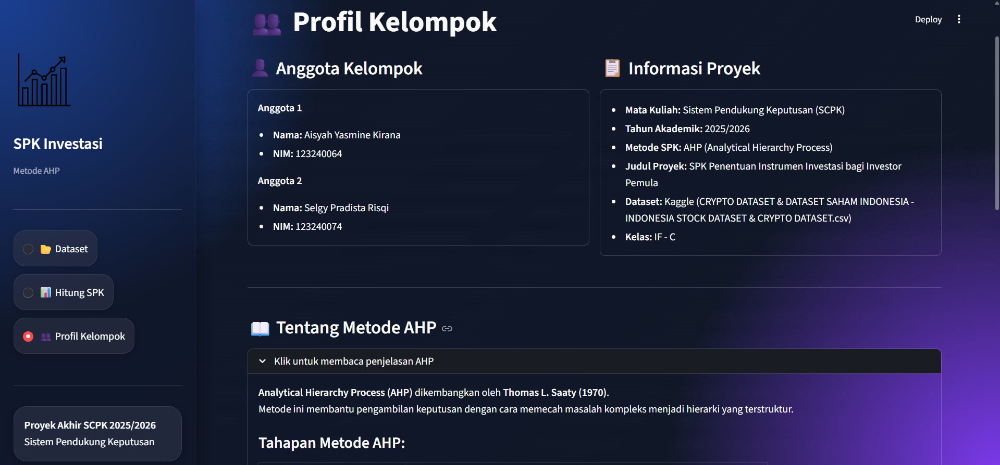 SPK Investasi
Metode AHP
Dataset
Hitung SPK
Profil Kelompok
Proyek Akhir SCPK 2025/2026
Sistem Pendukung Keputusan
Deploy
Profil Kelompok
Anggota Kelompok
Anggota 1
Nama: Aisyah Yasmine Kirana
NIM: 123240064
Anggota 2
Nama: Selgy Pradista Risqi
NIM: 123240074
Informasi Proyek
Mata Kuliah: Sistem Pendukung Keputusan (SCPK)
Tahun Akademik: 2025/2026
Metode SPK: AHP (Analytical Hierarchy Process)
Judul Proyek: SPK Penentuan Instrumen Investasi bagi Investor
Pemula
Dataset: Kaggle (CRYPTO DATASET & DATASET SAHAM INDONESIA -
INDONESIA STOCK DATASET & CRYPTO DATASET.csv)
Kelas: IF - C
Tentang Metode AHP
Klik untuk membaca penjelasan AHP
Analytical Hierarchy Process (AHP) dikembangkan oleh Thomas L. Saaty (1970).
Metode ini membantu pengambilan keputusan dengan cara memecah masalah kompleks menjadi hierarki yang terstruktur.
Tahapan Metode AHP: